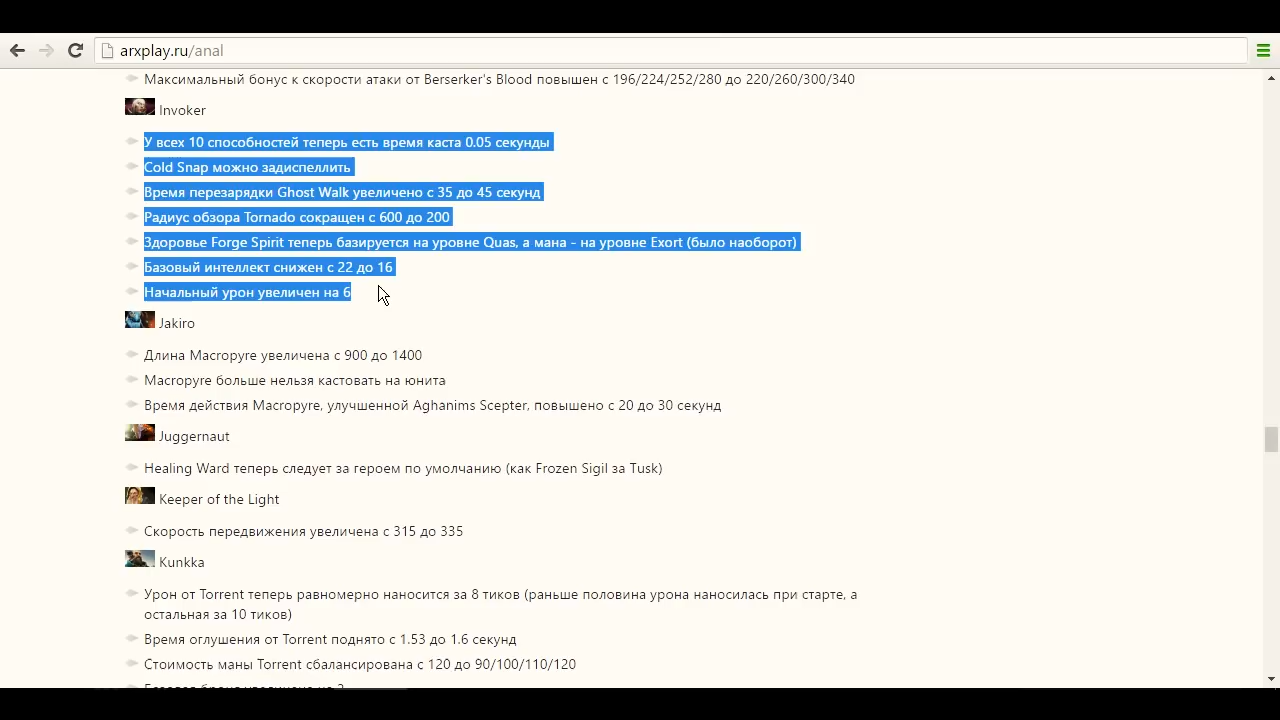 arxplay.ru/anal
Максимальный бонус к скорости атаки от Berserker's Blood повышен с 196/224/252/280 до 220/260/300/340
Invoker
У всех 10 способностей теперь есть время каста 0.05 секунды
Cold Snap можно задиспеллить
Время перезарядки Ghost Walk увеличено с 35 до 45 секунд
Радиус обзора Tornado сокращен с 600 до 200
Здоровье Forge Spirit теперь базируется на уровне Quas, а мана - на уровне Exort (было наоборот)
Базовый интеллект снижен с 22 до 16
Начальный урон увеличен на 6
Jakiro
Длина Macropyre увеличена с 900 до 1400
Macropyre больше нельзя кастовать на юнита
Время действия Macropyre, улучшенной Aghanims Scepter, повышено с 20 до 30 секунд
Juggernaut
Healing Ward теперь следует за героем по умолчанию (как Frozen Sigil за Tusk)
Keeper of the Light
Скорость передвижения увеличена с 315 до 335
Kunkka
Урон от Torrent теперь равномерно наносится за 8 тиков (раньше половина урона наносилась при старте, а
остальная за 10 тиков)
Время оглушения от Torrent поднято с 1.53 до 1.6 секунд
Стоимость маны Torrent сбалансирована с 120 до 90/100/110/120